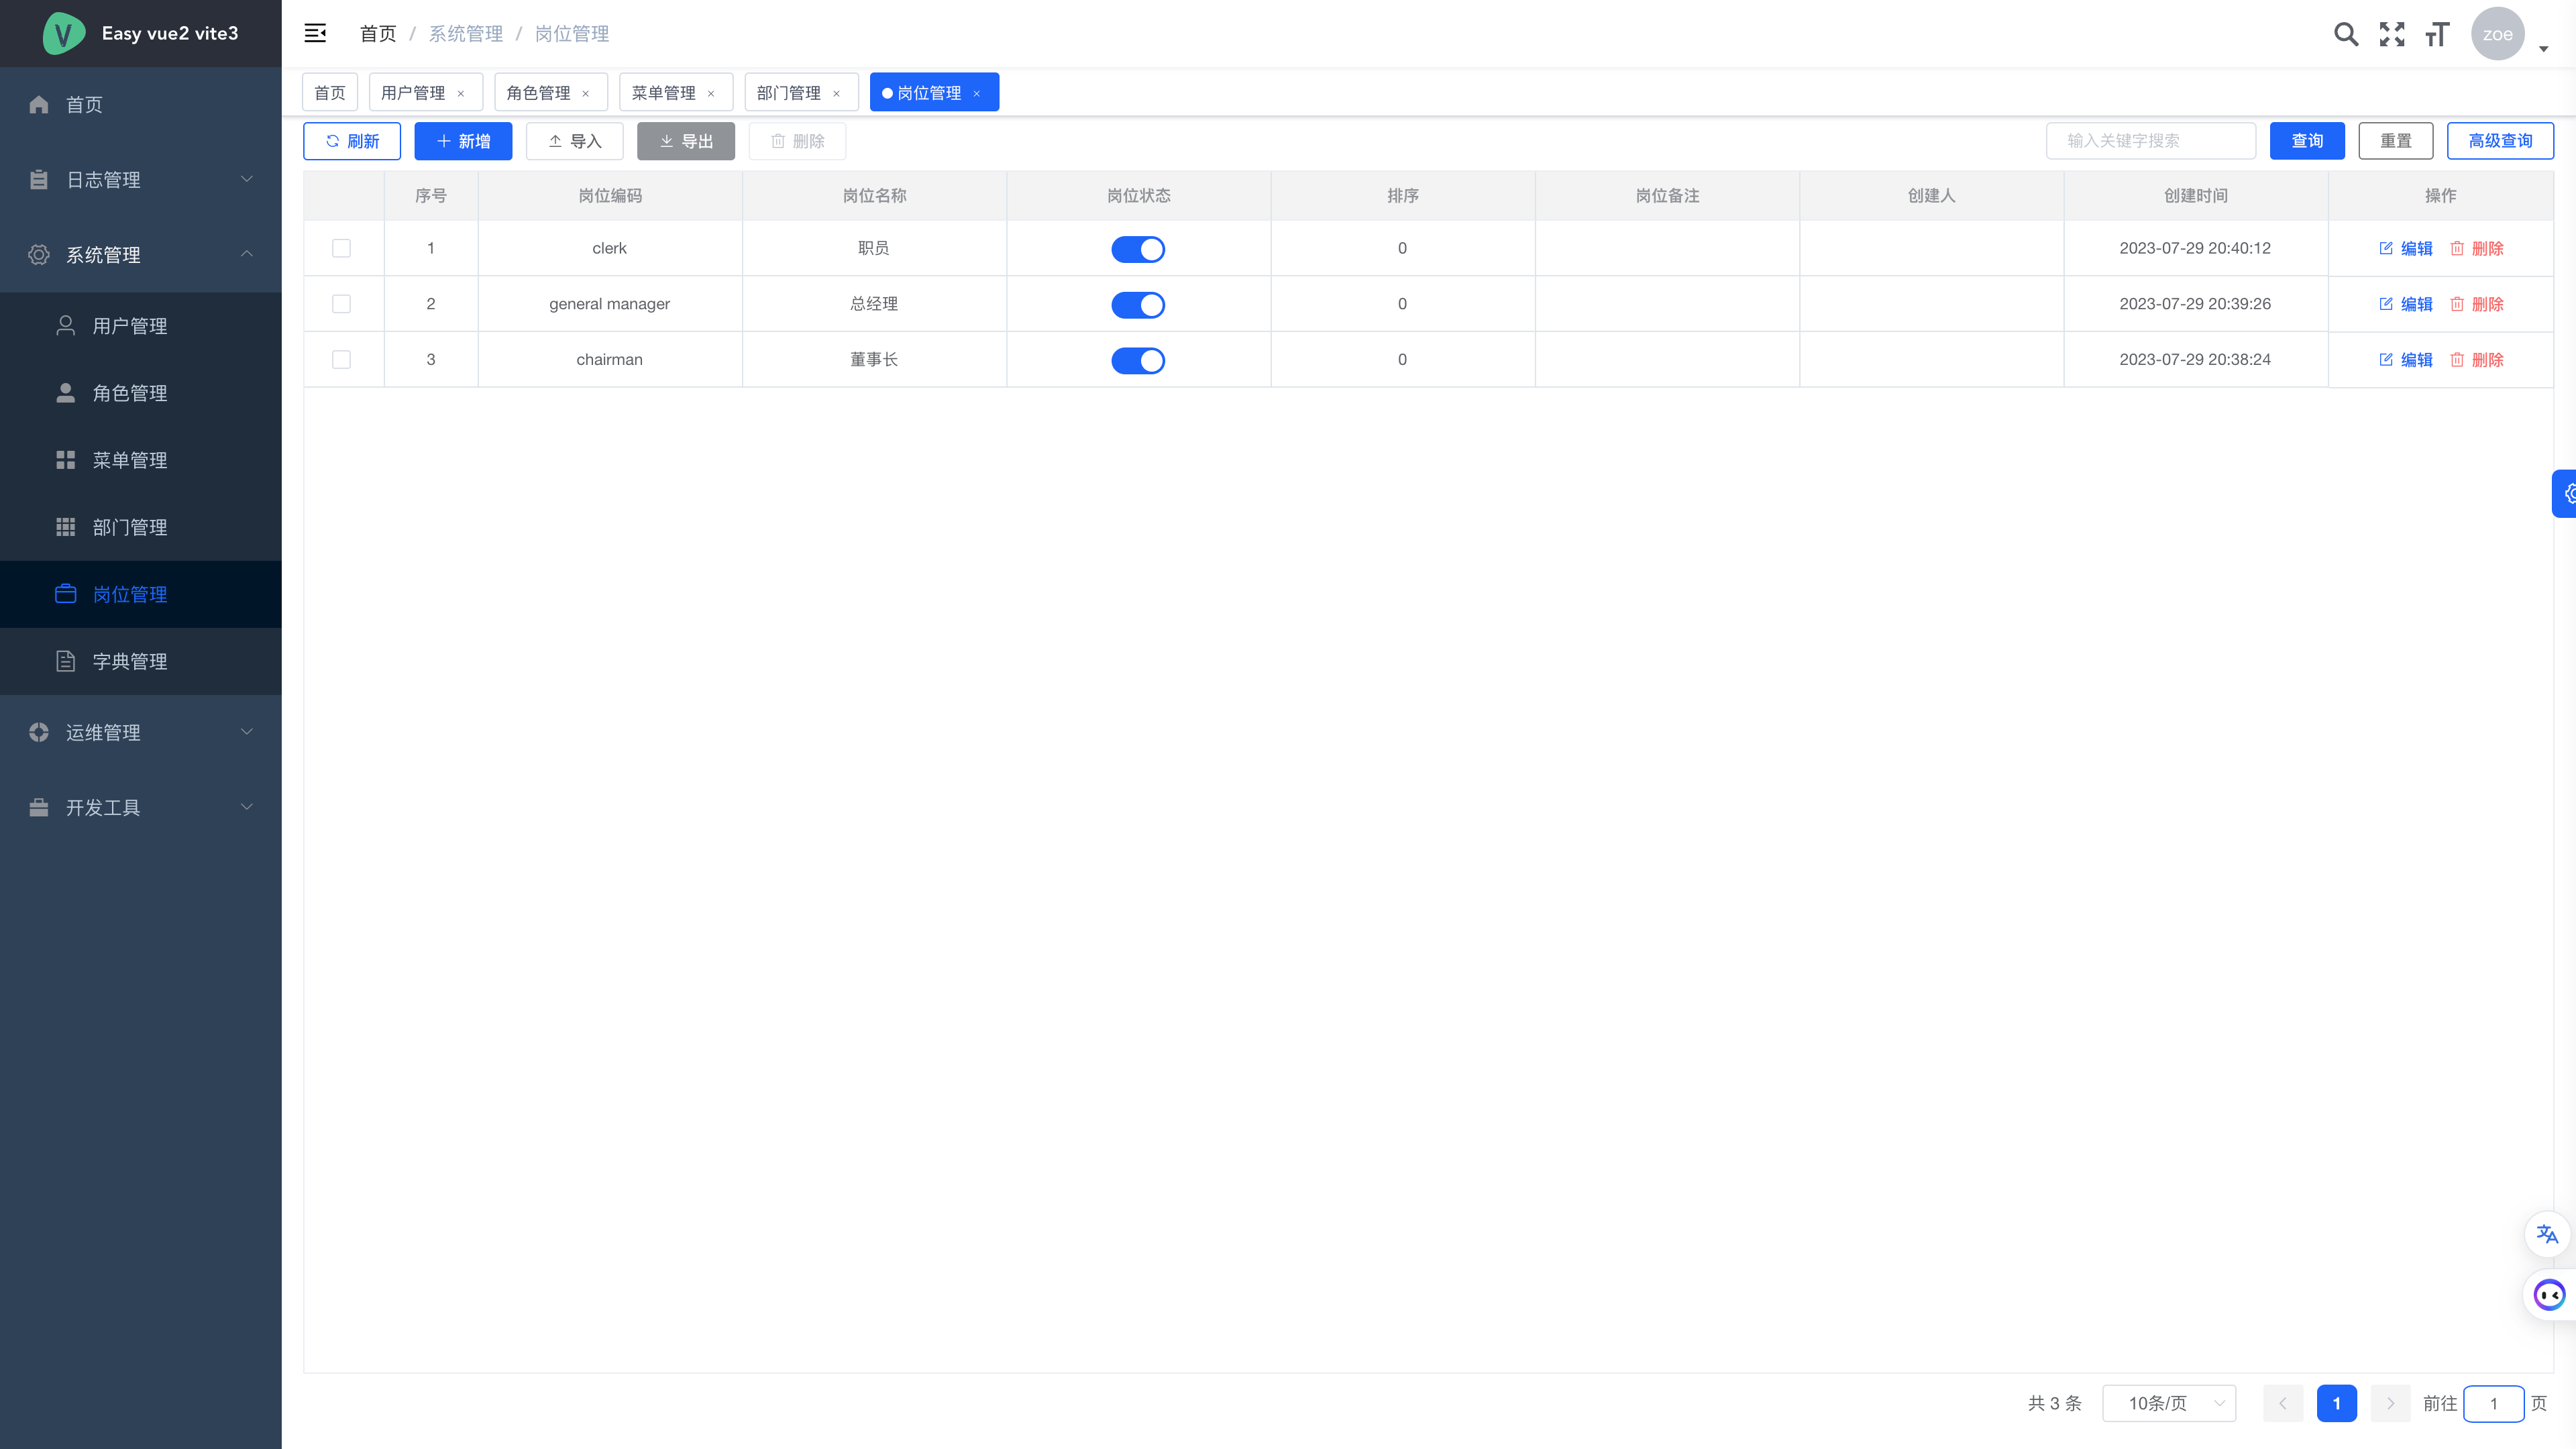 Easy vue2 vite3
首页
日志管理
系统管理
用户管理
角色管理
菜单管理
部门管理
岗位管理
字典管理
运维管理
开发工具
首页 / 系统管理 / 岗位管理
zoe
首页 用户管理 × 角色管理 × 菜单管理 × 部门管理 × 岗位管理 ×
刷新 新增 导入 导出 删除 输入关键字搜索 查询 重置 高级查询
序号 岗位编码 岗位名称 岗位状态 排序 岗位备注 创建人 创建时间 操作
1 clerk 职员 0 2023-07-29 20:40:12 编辑 删除
2 general manager 总经理 0 2023-07-29 20:39:26 编辑 删除
3 chairman 董事长 0 2023-07-29 20:38:24 编辑 删除
共 3 条 10条/页 1 前往 1 页